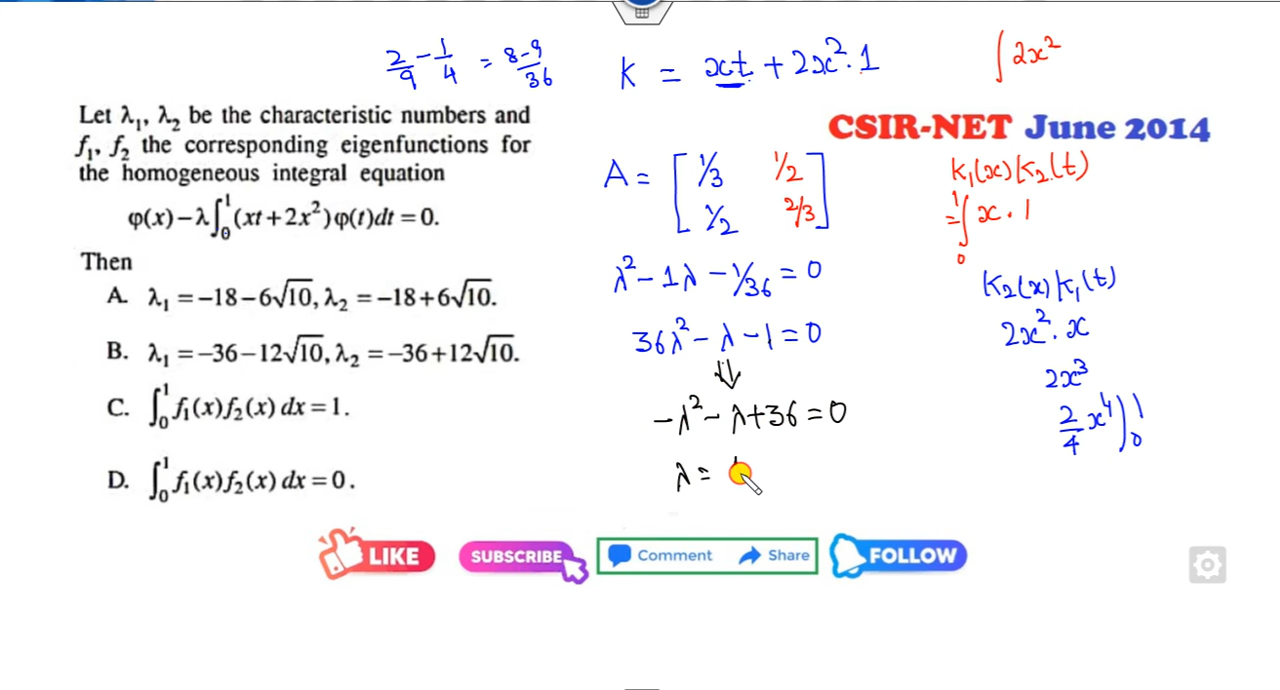 2/9 - 1/4 = 8-9/36
K = xt + 2x². 1
∫ 2x²
Let λ₁, λ₂ be the characteristic numbers and
f₁, f₂ the corresponding eigenfunctions for
the homogeneous integral equation
φ(x) – λ∫₀¹(xt + 2x²)φ(t)dt = 0.
Then
A. λ₁ = –18 – 6√10, λ₂ = –18 + 6√10.
B. λ₁ = –36 – 12√10, λ₂ = –36 + 12√10.
C. ∫₀¹ f₁(x)f₂(x) dx = 1.
D. ∫₀¹ f₁(x)f₂(x) dx = 0.
CSIR-NET June 2014
A = [ 1/3 1/2
1/2 2/3 ]
λ² - 1λ - 1/36 = 0
36λ² - λ - 1 = 0
⇓
-λ² - λ + 36 = 0
λ =
K₁(x) K₂(t)
= ∫₀¹ x . 1
K₂(x) K₁(t)
2x² . x
2x³
2/4 x⁴)₀¹
LIKE
SUBSCRIBE
Comment
Share
FOLLOW